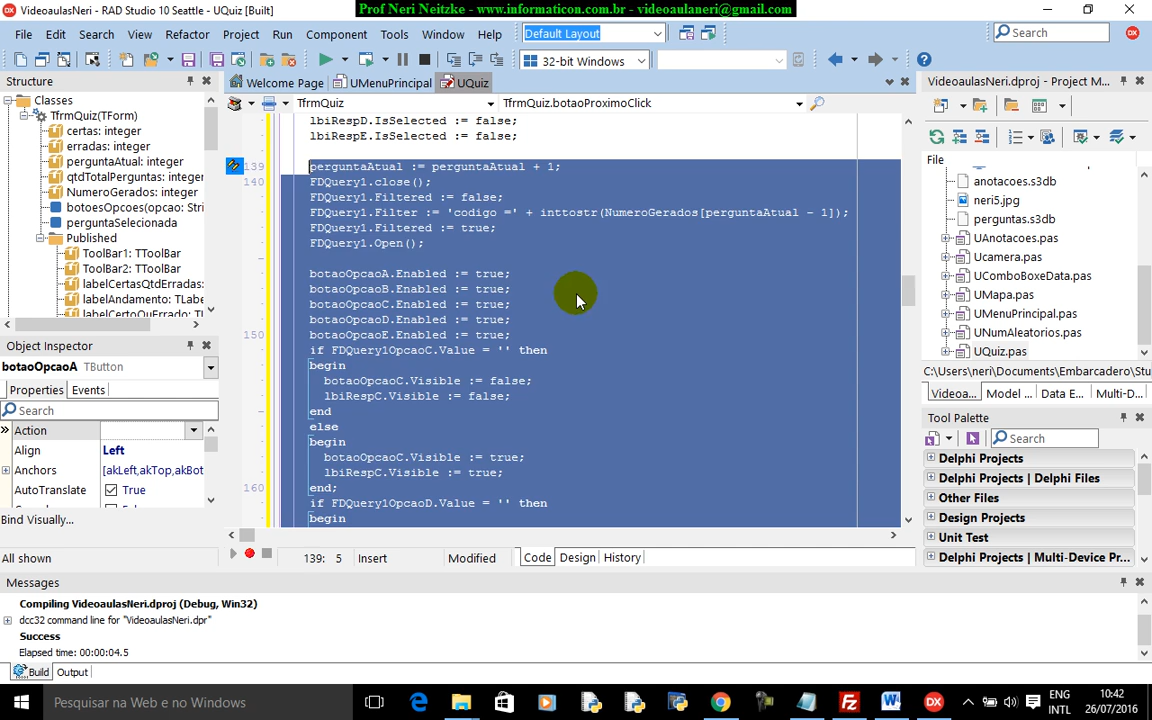 Prof Neri Neitzke - www.informaticon.com.br - videoaulaneri@gmail.com
VideoaulasNeri - RAD Studio 10 Seattle - UQuiz [Built]
File Edit Search View Refactor Project Run Component Tools Window Help
Default Layout
Search
32-bit Windows
Structure
Classes
TfrmQuiz(TForm)
certas: integer
erradas: integer
perguntaAtual: integer
qtdTotalPerguntas: integer
NumeroGerados: integer
botoesOpcoes(opcao: Stri
perguntaSelecionada
Published
ToolBar1: TToolBar
ToolBar2: TToolBar
labelCertasQtdErradas:
labelAndamento: TLabe
Object Inspector
botaoOpcaoA TButton
Properties Events
Search
Action
Align Left
Anchors [akLeft,akTop,akBot
AutoTranslate True
Bind Visually...
All shown
Welcome Page UMenuPrincipal UQuiz
TfrmQuiz TfrmQuiz.botaoProximoClick
lbiRespD.IsSelected := false;
lbiRespE.IsSelected := false;
139 perguntaAtual := perguntaAtual + 1;
140 FDQuery1.close();
FDQuery1.Filtered := false;
FDQuery1.Filter := 'codigo =' + inttostr(NumeroGerados[perguntaAtual - 1]);
FDQuery1.Filtered := true;
FDQuery1.Open();
botaoOpcaoA.Enabled := true;
botaoOpcaoB.Enabled := true;
botaoOpcaoC.Enabled := true;
botaoOpcaoD.Enabled := true;
150 botaoOpcaoE.Enabled := true;
if FDQuery1OpcaoC.Value = '' then
begin
botaoOpcaoC.Visible := false;
lbiRespC.Visible := false;
end
else
begin
botaoOpcaoC.Visible := true;
lbiRespC.Visible := true;
160 end;
if FDQuery1OpcaoD.Value = '' then
begin
139: 5 Insert Modified Code Design History
VideoaulasNeri.dproj - Project M...
File
anotacoes.s3db
neri5.jpg
perguntas.s3db
UAnotacoes.pas
Ucamera.pas
UComboBoxeData.pas
UMapa.pas
UMenuPrincipal.pas
UNumAleatorios.pas
UQuiz.pas
C:\Users\neri\Documents\Embarcadero\Stu
Videoa... Model ... Data E... Multi-D...
Tool Palette
Search
Delphi Projects
Delphi Projects | Delphi Files
Other Files
Design Projects
Unit Test
Delphi Projects | Multi-Device Pr...
Messages
Compiling VideoaulasNeri.dproj (Debug, Win32)
dcc32 command line for "VideoaulasNeri.dpr"
Success
Elapsed time: 00:00:04.5
Build Output
Pesquisar na Web e no Windows
ENG
INTL
10:42
26/07/2016